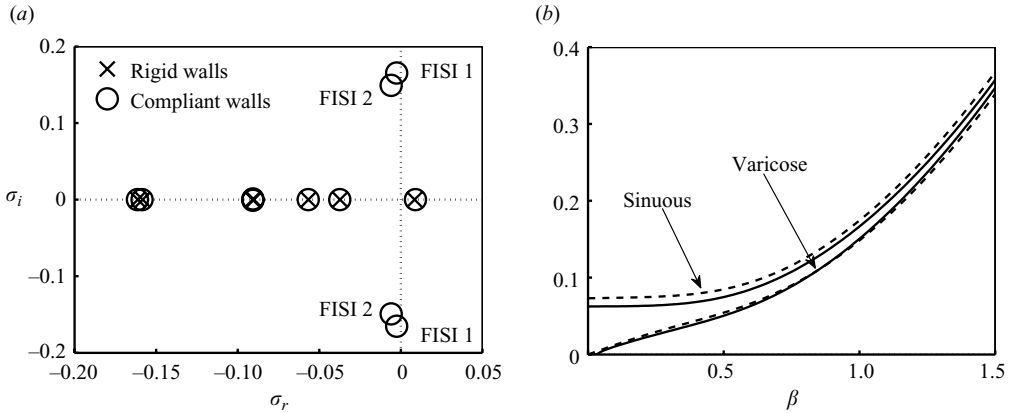 (a)
0.2
0.1
0
–0.1
–0.2
σi
Rigid walls
Compliant walls
FISI 1
FISI 2
FISI 2
FISI 1
–0.20
–0.15
–0.10
–0.05
0
0.05
σr
(b)
0.4
0.3
0.2
0.1
0
Varicose
Sinuous
0.5
1.0
1.5
β